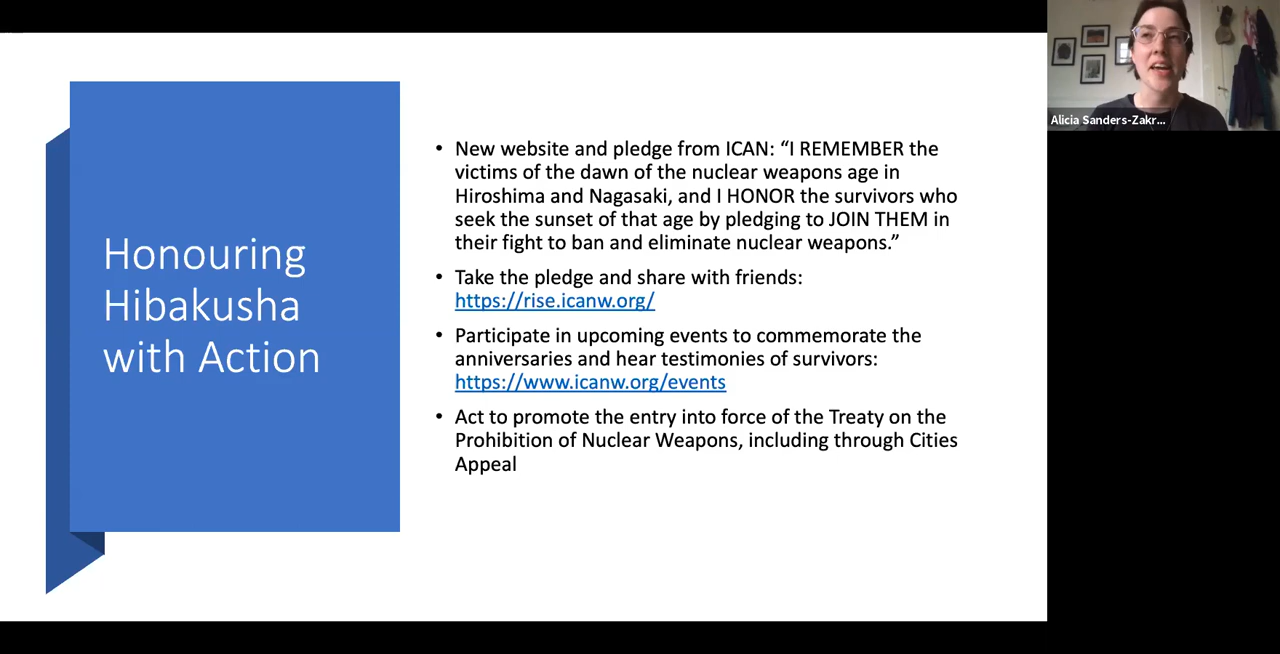 Honouring
Hibakusha
with Action
• New website and pledge from ICAN: “I REMEMBER the
victims of the dawn of the nuclear weapons age in
Hiroshima and Nagasaki, and I HONOR the survivors who
seek the sunset of that age by pledging to JOIN THEM in
their fight to ban and eliminate nuclear weapons.”
• Take the pledge and share with friends:
https://rise.icanw.org/
• Participate in upcoming events to commemorate the
anniversaries and hear testimonies of survivors:
https://www.icanw.org/events
• Act to promote the entry into force of the Treaty on the
Prohibition of Nuclear Weapons, including through Cities
Appeal
Alicia Sanders-Zakr...